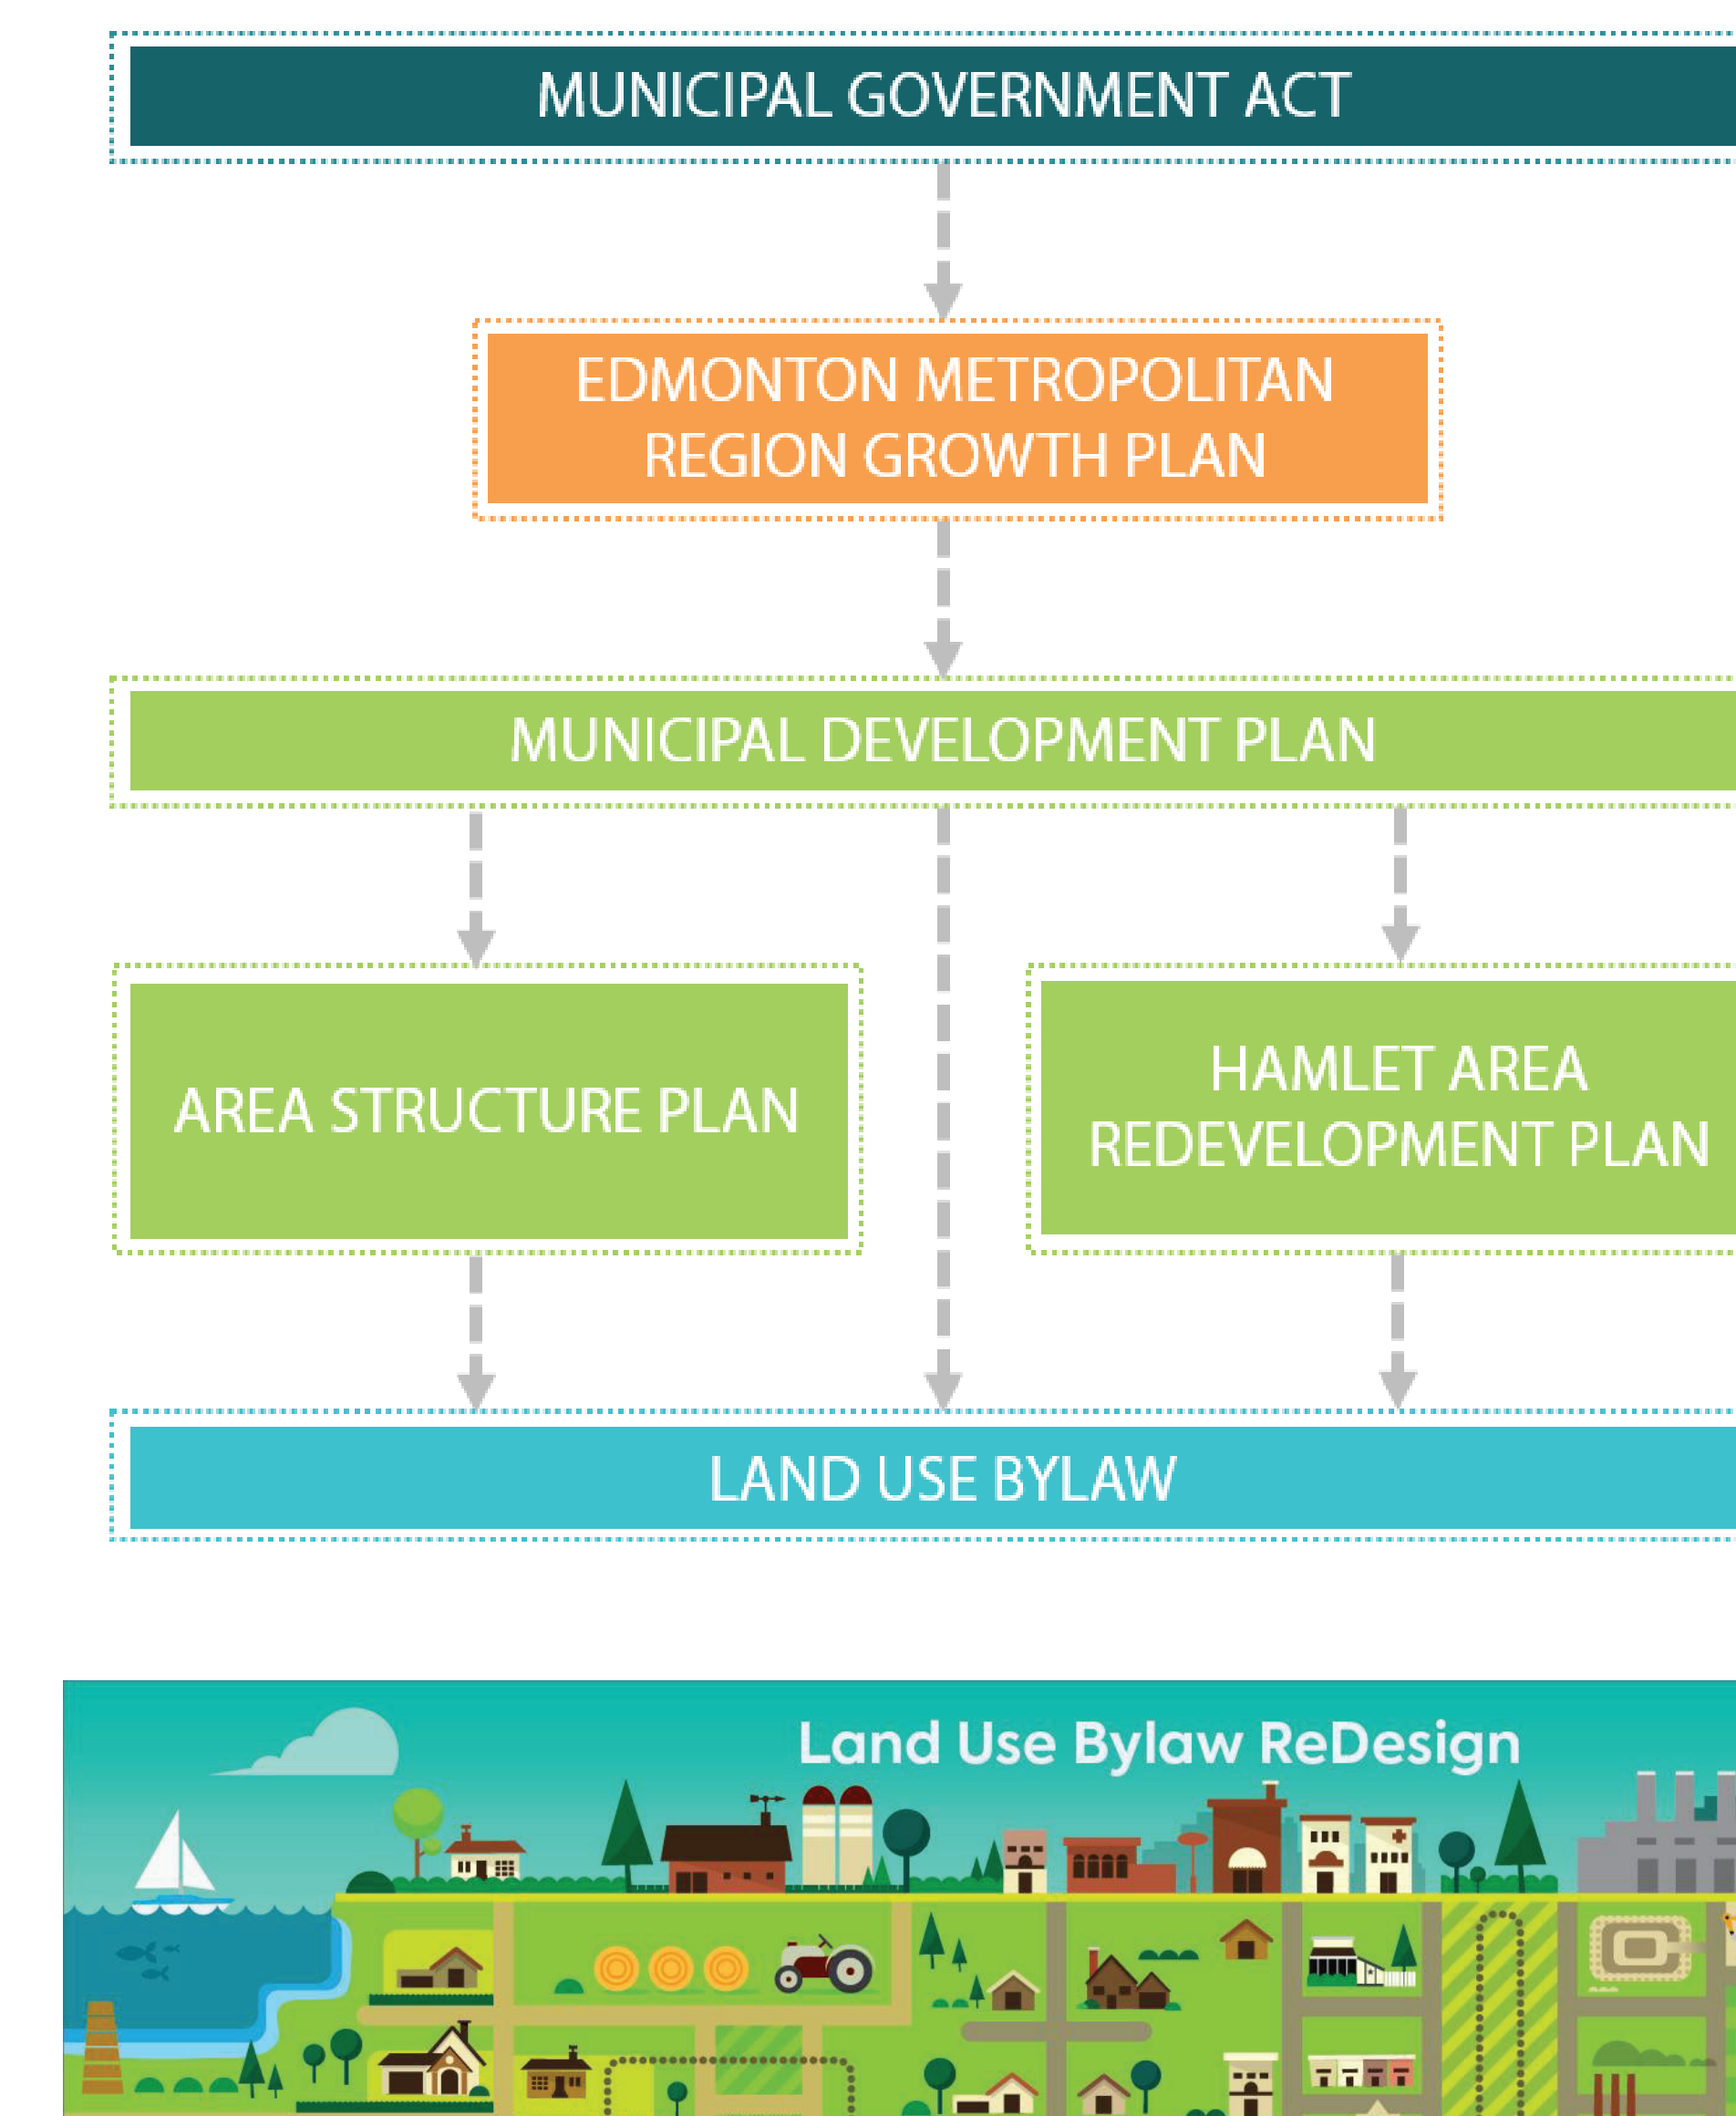 MUNICIPAL GOVERNMENT ACT
EDMONTON METROPOLITAN
REGION GROWTH PLAN
MUNICIPAL DEVELOPMENT PLAN
AREA STRUCTURE PLAN
HAMLET AREA
REDEVELOPMENT PLAN
LAND USE BYLAW
Land Use Bylaw ReDesign